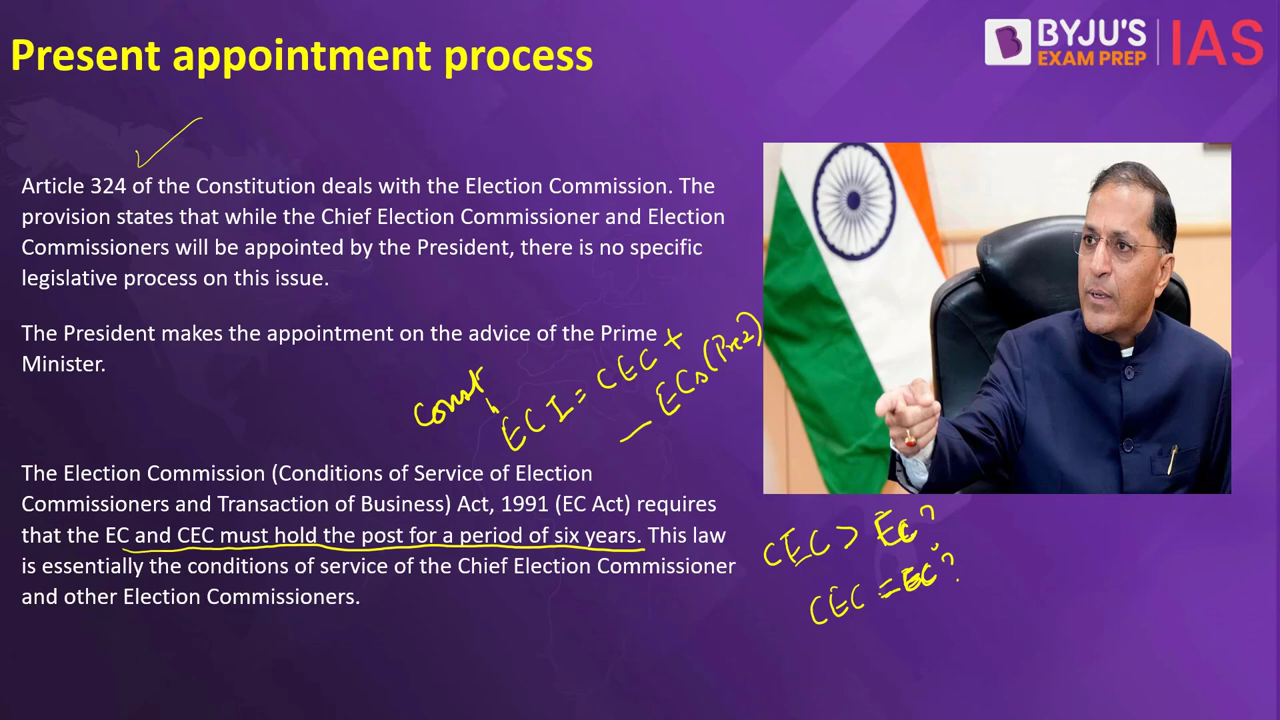 Present appointment process
BYJU'S
EXAM PREP
IAS
Article 324 of the Constitution deals with the Election Commission. The
provision states that while the Chief Election Commissioner and Election
Commissioners will be appointed by the President, there is no specific
legislative process on this issue.
The President makes the appointment on the advice of the Prime
Minister.
Const
ECI = CEC +
ECs (Pre2)
The Election Commission (Conditions of Service of Election
Commissioners and Transaction of Business) Act, 1991 (EC Act) requires
that the EC and CEC must hold the post for a period of six years. This law
is essentially the conditions of service of the Chief Election Commissioner
and other Election Commissioners.
CEC > EC?
CEC = EC?